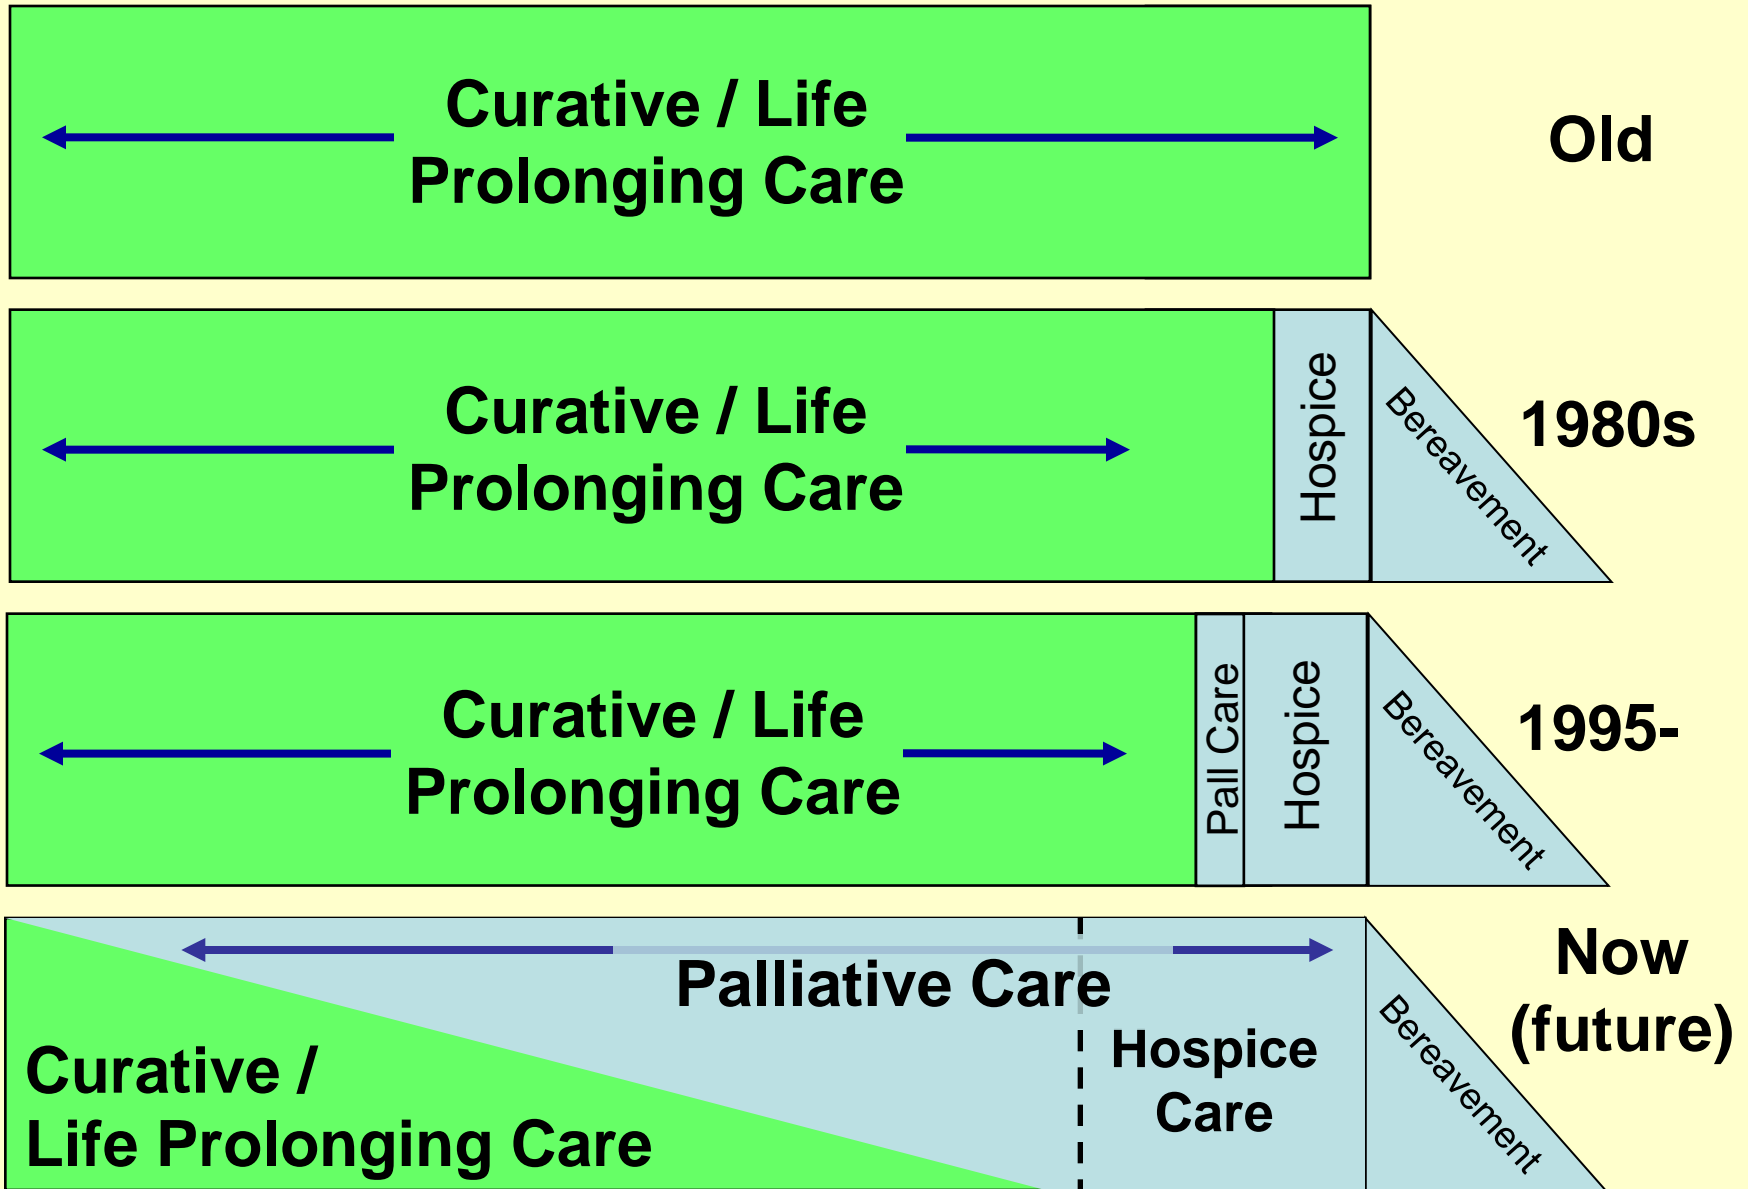 Curative / Life
Prolonging Care
Old
Curative / Life
Prolonging Care
Hospice
Bereavement
1980s
Curative / Life
Prolonging Care
Pall Care
Hospice
Bereavement
1995-
Palliative Care
Curative /
Life Prolonging Care
Hospice
Care
Bereavement
Now
(future)